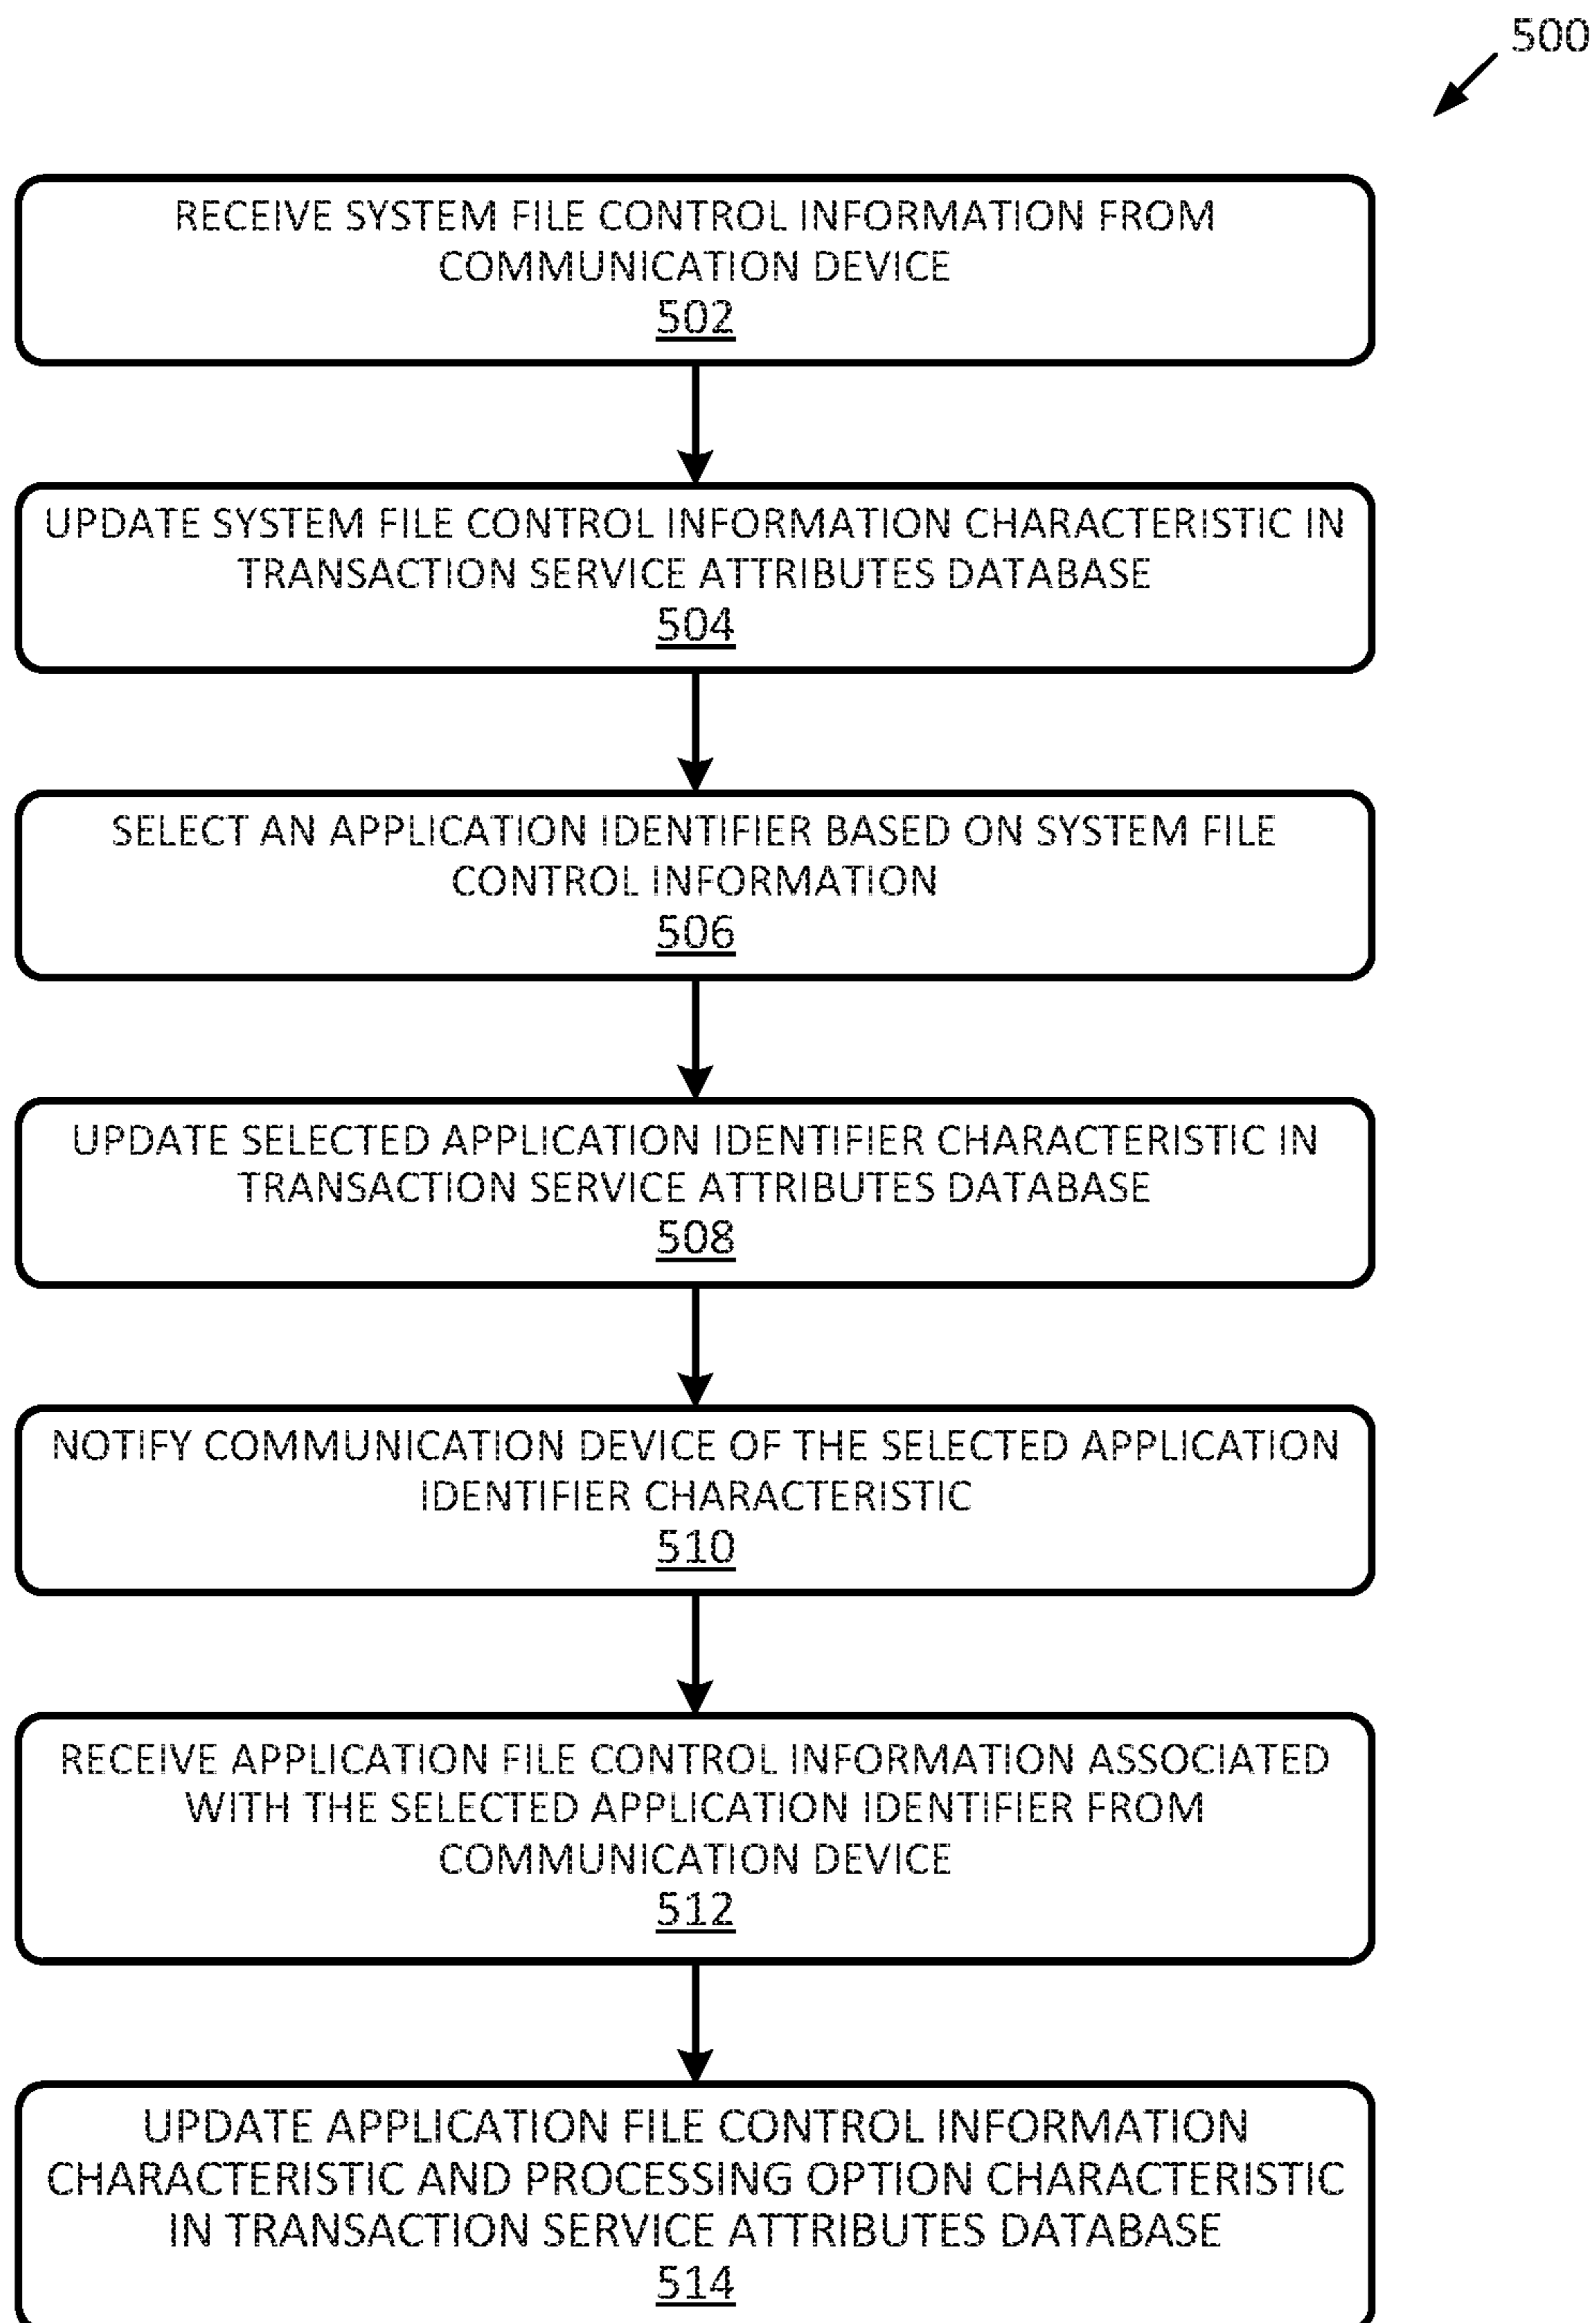 500
RECEIVE SYSTEM FILE CONTROL INFORMATION FROM
COMMUNICATION DEVICE
502
UPDATE SYSTEM FILE CONTROL INFORMATION CHARACTERISTIC IN
TRANSACTION SERVICE ATTRIBUTES DATABASE
504
SELECT AN APPLICATION IDENTIFIER BASED ON SYSTEM FILE
CONTROL INFORMATION
506
UPDATE SELECTED APPLICATION IDENTIFIER CHARACTERISTIC IN
TRANSACTION SERVICE ATTRIBUTES DATABASE
508
NOTIFY COMMUNICATION DEVICE OF THE SELECTED APPLICATION
IDENTIFIER CHARACTERISTIC
510
RECEIVE APPLICATION FILE CONTROL INFORMATION ASSOCIATED
WITH THE SELECTED APPLICATION IDENTIFIER FROM
COMMUNICATION DEVICE
512
UPDATE APPLICATION FILE CONTROL INFORMATION
CHARACTERISTIC AND PROCESSING OPTION CHARACTERISTIC
IN TRANSACTION SERVICE ATTRIBUTES DATABASE
514